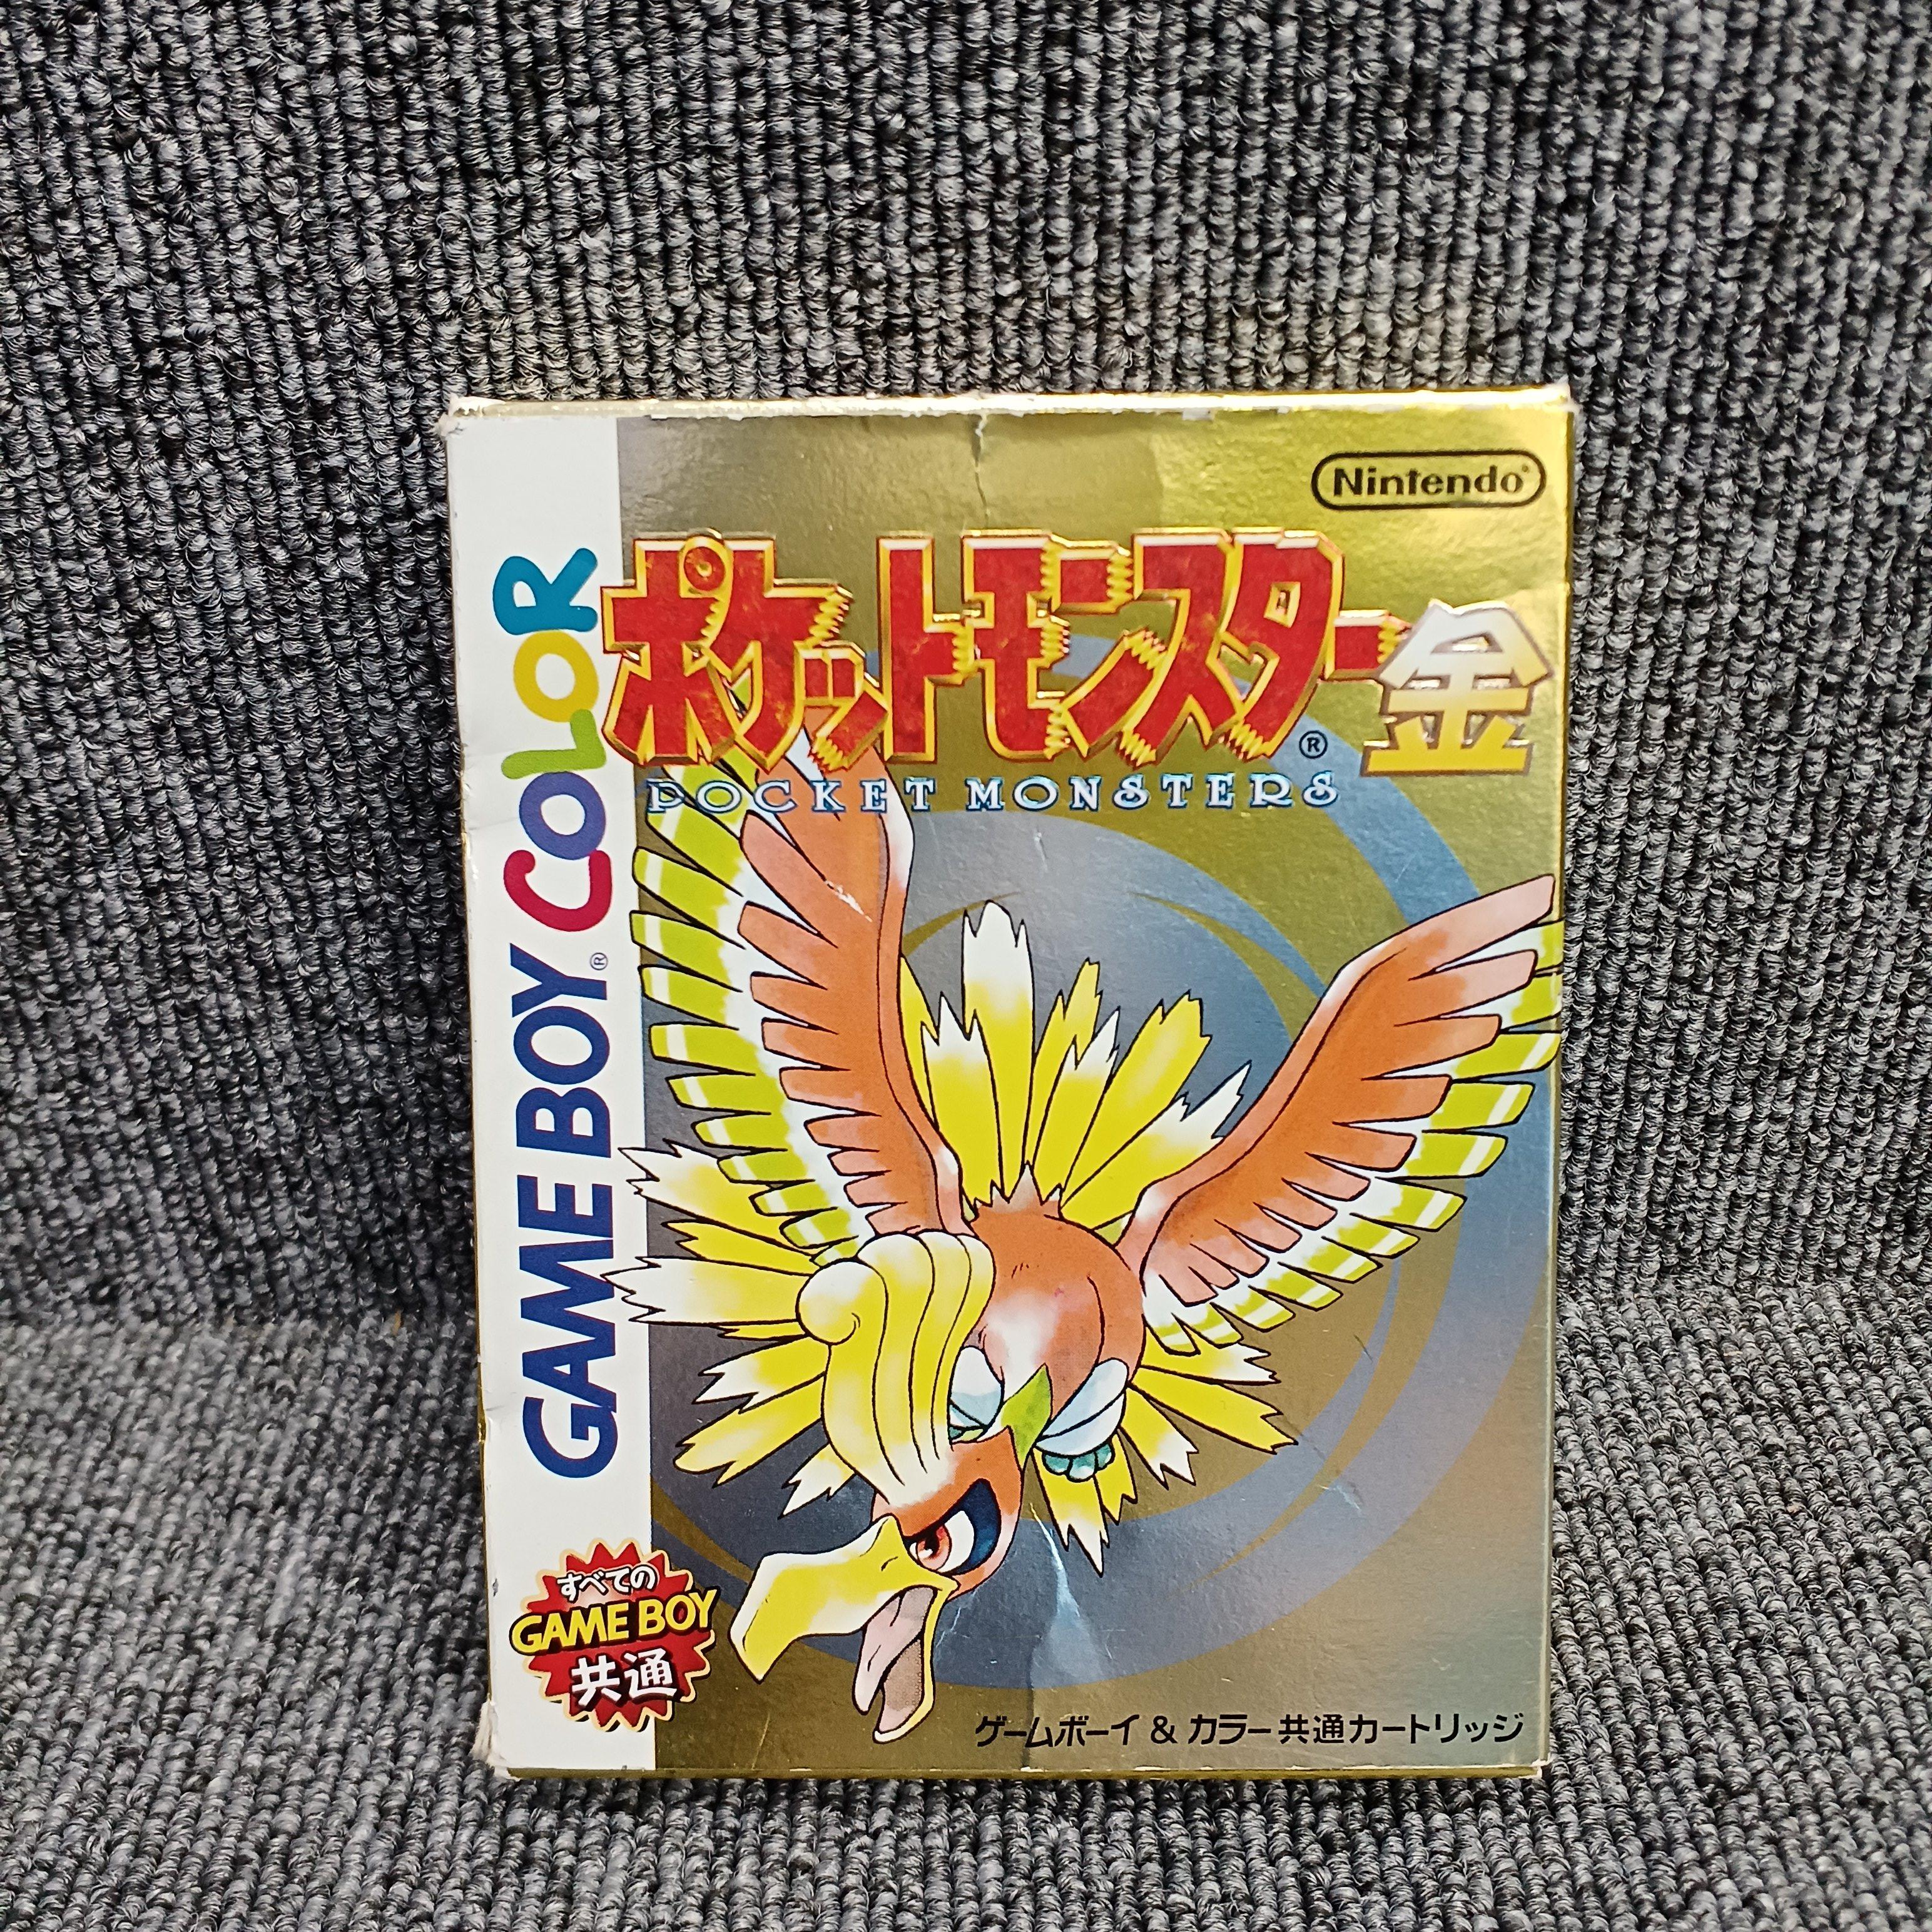 Nintendo®
ポケットモンスター金
®
POCKET MONSTERS
GAME BOY® COLOR
すべての
GAME BOY
共通
ゲームボーイ & カラー共通カートリッジ